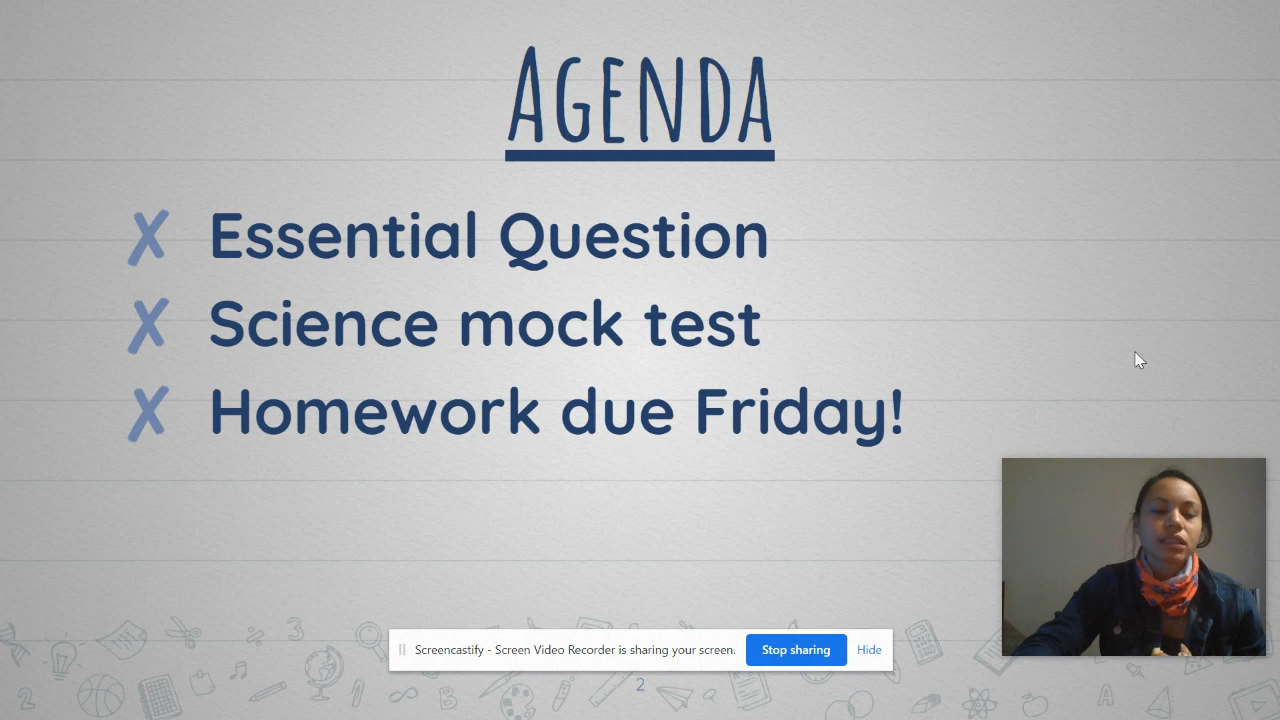 Agenda
✗ Essential Question
✗ Science mock test
✗ Homework due Friday!
Screencastify - Screen Video Recorder is sharing your screen. Stop sharing Hide
2